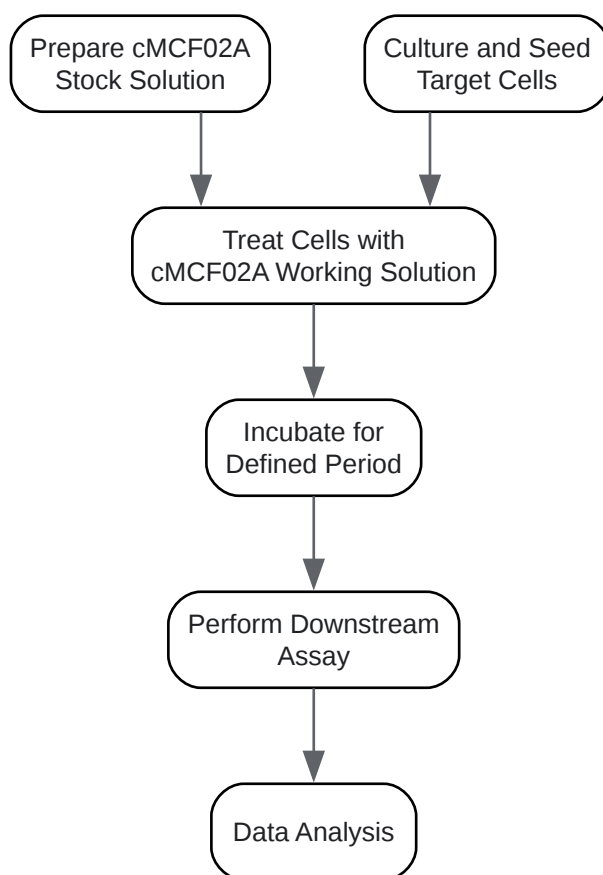 Prepare cMCF02A
Stock Solution
Culture and Seed
Target Cells
Treat Cells with
cMCF02A Working Solution
Incubate for
Defined Period
Perform Downstream
Assay
Data Analysis